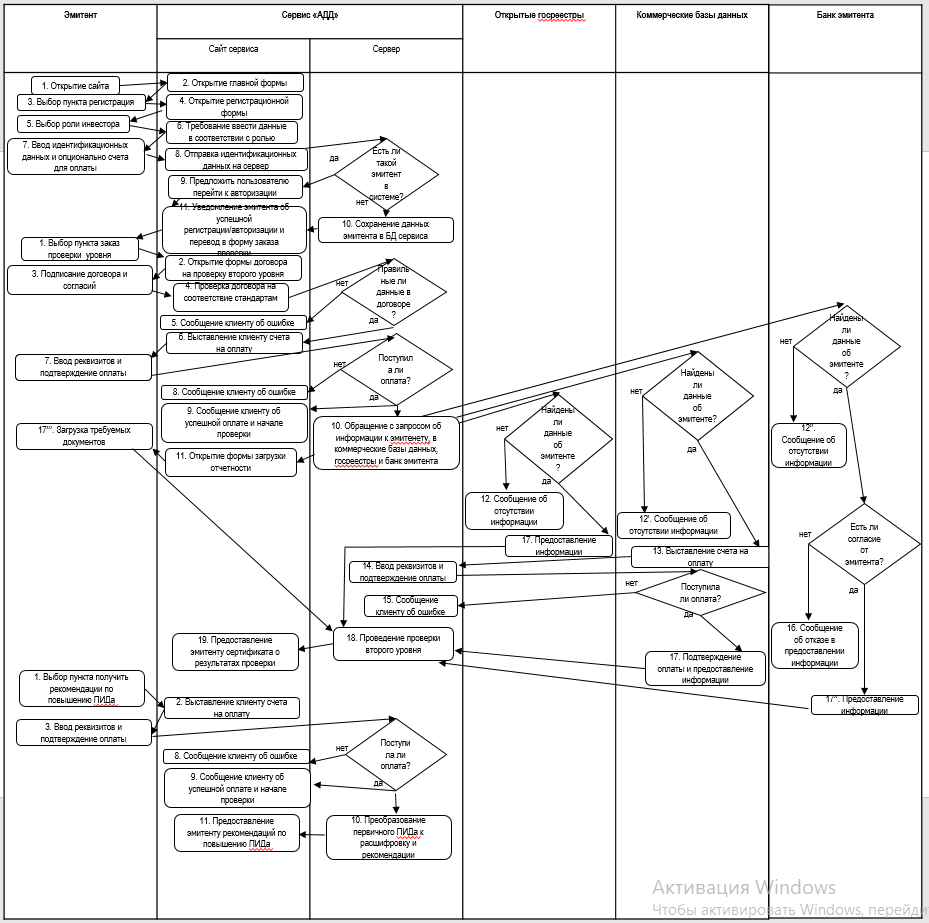 Эмитент
Сервис «АДД»
Открытые госреестры
Коммерческие базы данных
Банк эмитента
Сайт сервиса
Сервер
1. Открытие сайта
2. Открытие главной формы
3. Выбор пункта регистрация
4. Открытие регистрационной
формы
5. Выбор роли инвестора
6. Требование ввести данные
в соответствии с ролью
7. Ввод идентификационных
данных и опционально счета
для оплаты
8. Отправка идентификационных
данных на сервер
да
Есть ли
такой
эмитент
в
системе?
нет
9. Предложить пользователю
перейти к авторизации
10. Сохранение данных
эмитента в БД сервиса
11. Уведомление эмитента об
успешной
регистрации/авторизации и
перевод в форму заказа
проверки
1. Выбор пункта заказ
проверки уровня
2. Открытие формы договора
на проверку второго уровня
3. Подписание договора и
согласий
4. Проверка договора на
соответствие стандартам
нет
Правиль
ные ли
данные в
договоре
?
да
5. Сообщение клиенту об ошибке
6. Выставление клиенту счета
на оплату
7. Ввод реквизитов и
подтверждение оплаты
нет
Поступил
а ли
оплата?
да
8. Сообщение клиенту об ошибке
9. Сообщение клиенту об
успешной оплате и начале
проверки
10. Обращение с запросом об
информации к эмитенету, в
коммерческие базы данных,
госреестры и банк эмитента
11. Открытие формы загрузки
отчетности
17'''. Загрузка требуемых
документов
нет
Найдены
ли
данные
об
эмитенте
?
да
12. Сообщение об
отсутствии
информации
17. Предоставление
информации
нет
Найдены
ли
данные
об
эмитенте?
да
12'. Сообщение об
отсутствии информации
13. Выставление счета на
оплату
14. Ввод реквизитов и
подтверждение оплаты
нет
Поступила
ли оплата?
да
15. Сообщение
клиенту об ошибке
17. Подтверждение
оплаты и предоставление
информации
нет
Найдены
ли
данные
об
эмитенте
?
да
12''.
Сообщение об
отсутствии
информации
нет
Есть ли
согласие
от
эмитента?
да
16. Сообщение
об отказе в
предоставлении
информации
17''. Предоставление
информации
18. Проведение проверки
второго уровня
19. Предоставление
эмитенту сертификата о
результатах проверки
1. Выбор пункта получить
рекомендации по
повышению ПИДа
2. Выставление клиенту счета
на оплату
3. Ввод реквизитов и
подтверждение оплаты
нет
Поступи
ла ли
оплата?
да
8. Сообщение клиенту об ошибке
9. Сообщение клиенту об
успешной оплате и начале
проверки
10. Преобразование
первичного ПИДа к
расшифровку и
рекомендации
11. Предоставление
эмитенту рекомендаций по
повышению ПИДа
Активация Windows
Чтобы активировать Windows, перейди